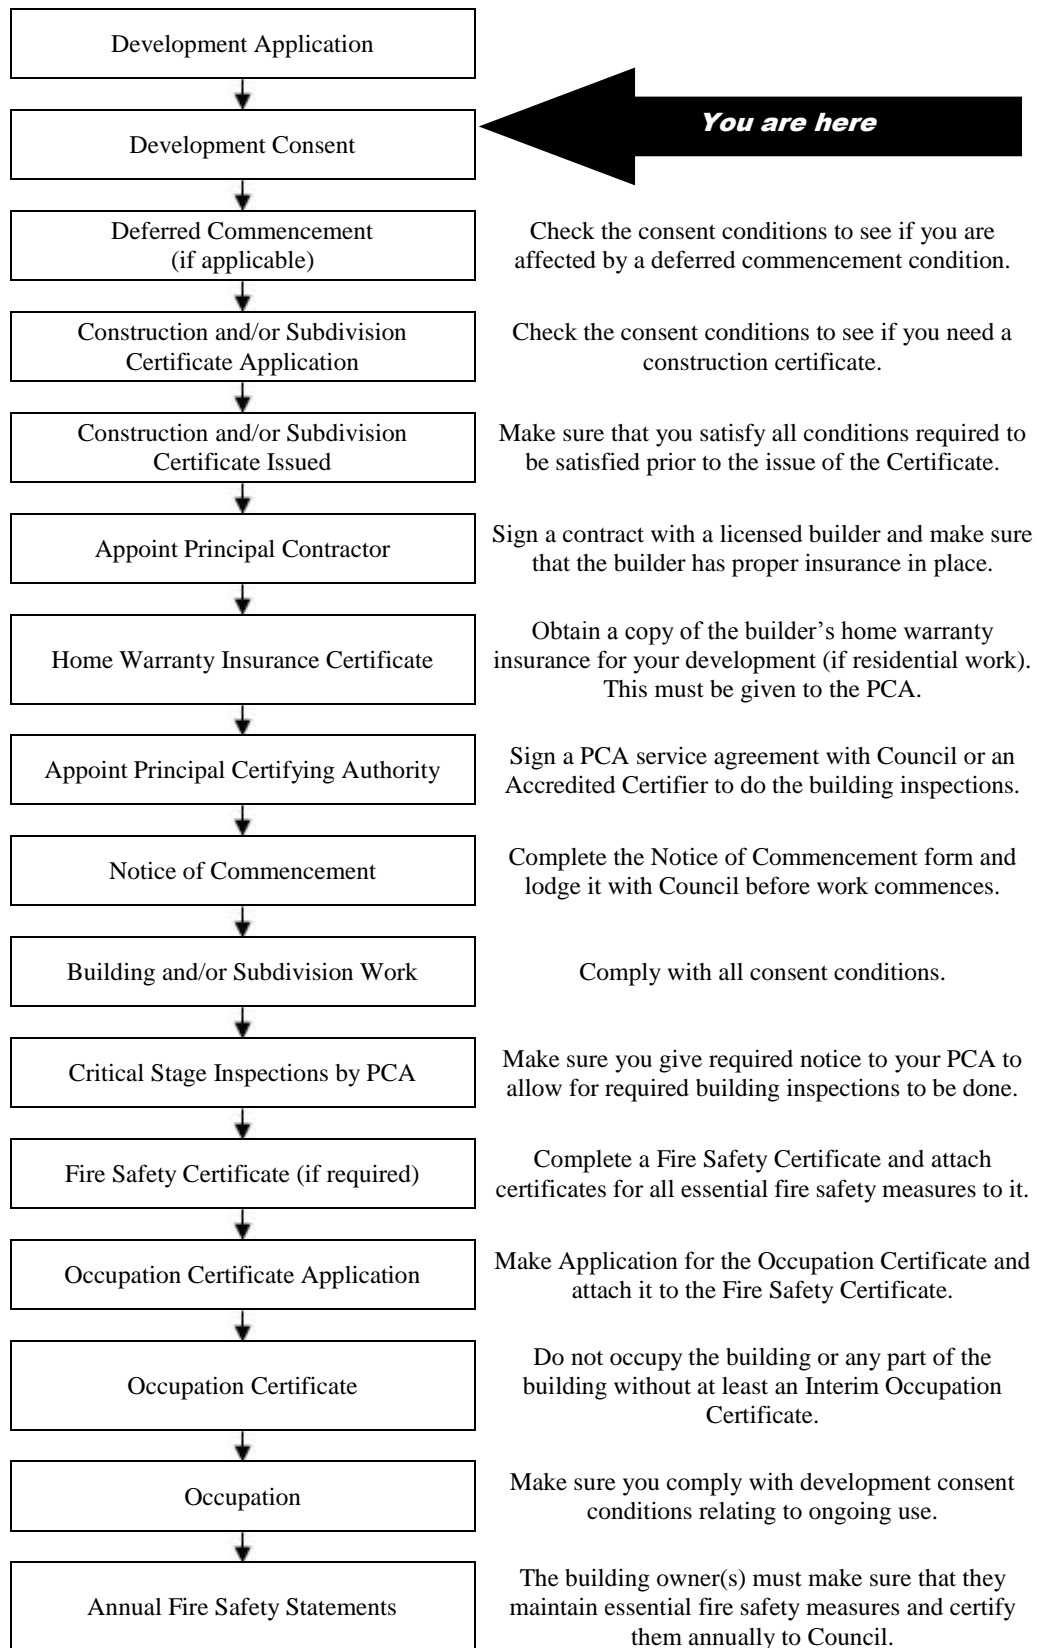 Development Application
Development Consent
You are here
Deferred Commencement
(if applicable)
Check the consent conditions to see if you are
affected by a deferred commencement condition.
Construction and/or Subdivision
Certificate Application
Check the consent conditions to see if you need a
construction certificate.
Construction and/or Subdivision
Certificate Issued
Make sure that you satisfy all conditions required to
be satisfied prior to the issue of the Certificate.
Appoint Principal Contractor
Sign a contract with a licensed builder and make sure
that the builder has proper insurance in place.
Home Warranty Insurance Certificate
Obtain a copy of the builder’s home warranty
insurance for your development (if residential work).
This must be given to the PCA.
Appoint Principal Certifying Authority
Sign a PCA service agreement with Council or an
Accredited Certifier to do the building inspections.
Notice of Commencement
Complete the Notice of Commencement form and
lodge it with Council before work commences.
Building and/or Subdivision Work
Comply with all consent conditions.
Critical Stage Inspections by PCA
Make sure you give required notice to your PCA to
allow for required building inspections to be done.
Fire Safety Certificate (if required)
Complete a Fire Safety Certificate and attach
certificates for all essential fire safety measures to it.
Occupation Certificate Application
Make Application for the Occupation Certificate and
attach it to the Fire Safety Certificate.
Occupation Certificate
Do not occupy the building or any part of the
building without at least an Interim Occupation
Certificate.
Occupation
Make sure you comply with development consent
conditions relating to ongoing use.
Annual Fire Safety Statements
The building owner(s) must make sure that they
maintain essential fire safety measures and certify
them annually to Council.